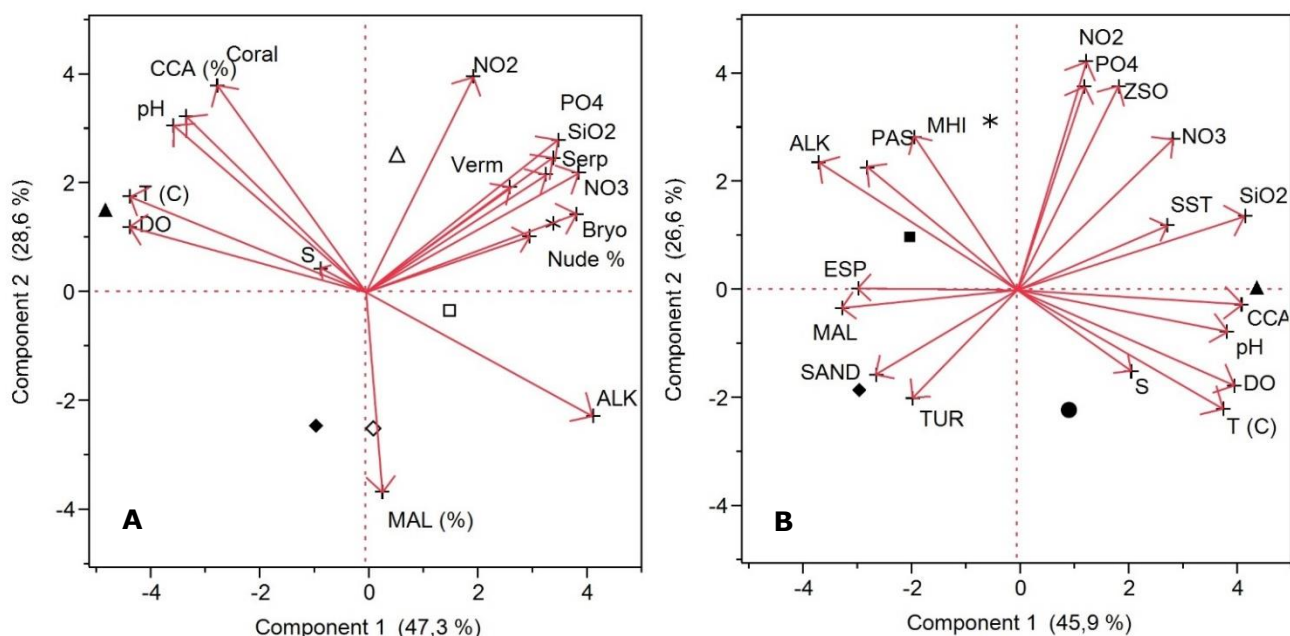 Coral
CCA (%)
NO2
4
pH
PO4
SiO2
Verm
Serp
NO3
2
T (C)
DO
Bryo
S
Nude %
0
Component 2 (28,6 %)
-2
ALK
-4
MAL (%)
A
-4 -2 0 2 4
Component 1 (47,3 %)
NO2
4
PO4
ZSO
PAS
MHI
NO3
ALK
2
SiO2
SST
ESP
0
MAL
CCA
pH
Component 2 (26,6 %)
SAND
S
DO
-2
TUR
T (C)
-4
B
-4 -2 0 2 4
Component 1 (45,9 %)